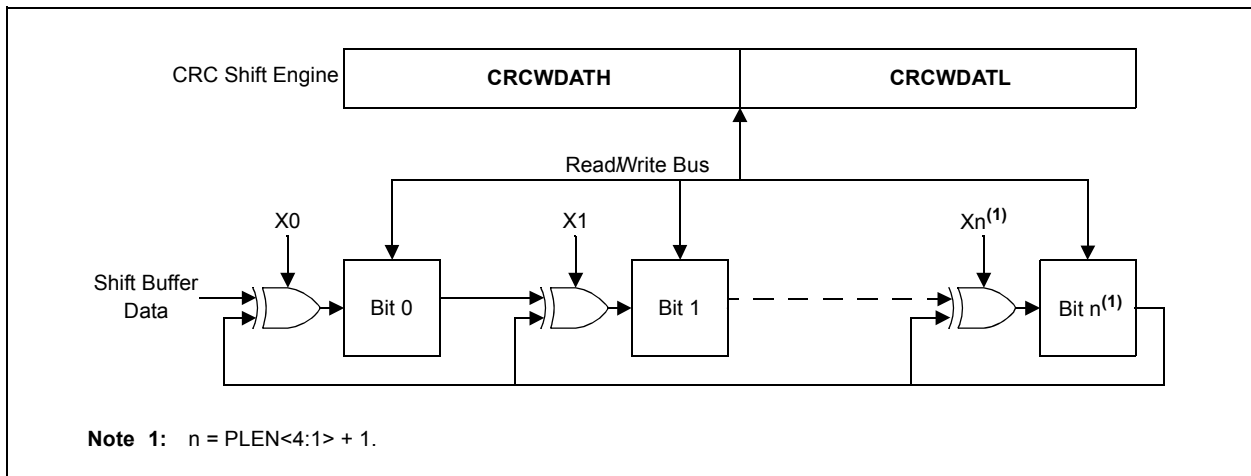 CRC Shift Engine CRCWDATH CRCWDATL
Read/Write Bus
X0 X1 Xn(1)
Shift Buffer
Data
Bit 0 Bit 1 Bit n(1)
Note 1: n = PLEN<4:1> + 1.